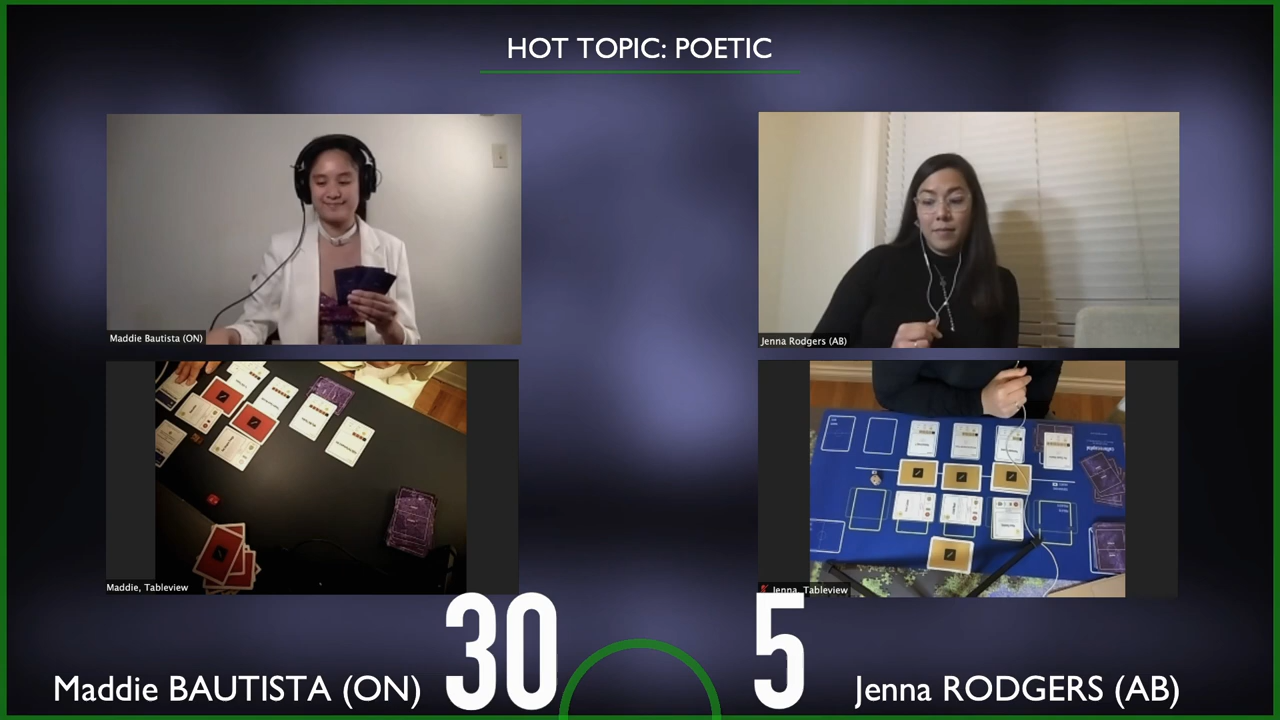 HOT TOPIC: POETIC
Maddie Bautista (ON)
Jenna Rodgers (AB)
Maddie, Tableview
Jenna, Tableview
30
5
Maddie BAUTISTA (ON)
Jenna RODGERS (AB)